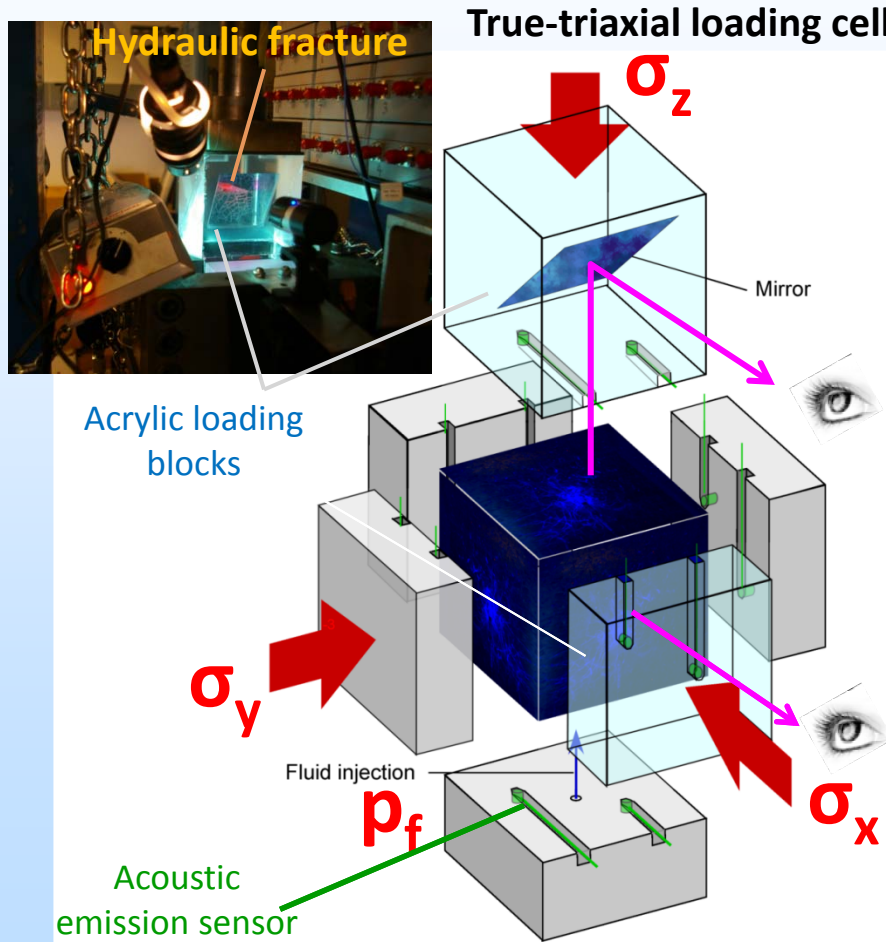 True-triaxial loading cell
Hydraulic fracture
σz
Mirror
Acrylic loading
blocks
σy
Fluid injection
pf
σx
Acoustic
emission sensor